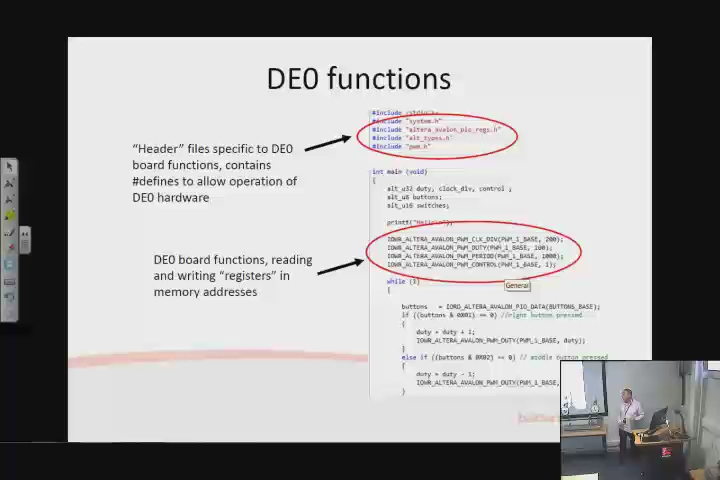 DE0 functions
"Header" files specific to DE0
board functions, contains
#defines to allow operation of
DE0 hardware
DE0 board functions, reading
and writing "registers" in
memory addresses
#include "system.h"
#include "altera_avalon_pio_regs.h"
#include "alt_types.h"
#include "pwm.h"
int main (void)
{
alt_u32 duty, clock_div, control ;
alt_u8 buttons;
alt_u16 switches;
IOWR_ALTERA_AVALON_PWM_CLK_DIV(PWM_1_BASE, 200);
IOWR_ALTERA_AVALON_PWM_DUTY(PWM_1_BASE, 100);
IOWR_ALTERA_AVALON_PWM_PERIOD(PWM_1_BASE, 1000);
IOWR_ALTERA_AVALON_PWM_CONTROL(PWM_1_BASE, 1);
General
while (1)
{
buttons = IORD_ALTERA_AVALON_PIO_DATA(BUTTONS_BASE);
if ((buttons & 0X01) == 0) //right button pressed
{
duty = duty + 1;
IOWR_ALTERA_AVALON_PWM_DUTY(PWM_1_BASE, duty);
}
else if ((buttons & 0X02) == 0) // middle button pressed
{
duty = duty - 1;
IOWR_ALTERA_AVALON_PWM_DUTY(PWM_1_BASE,
}